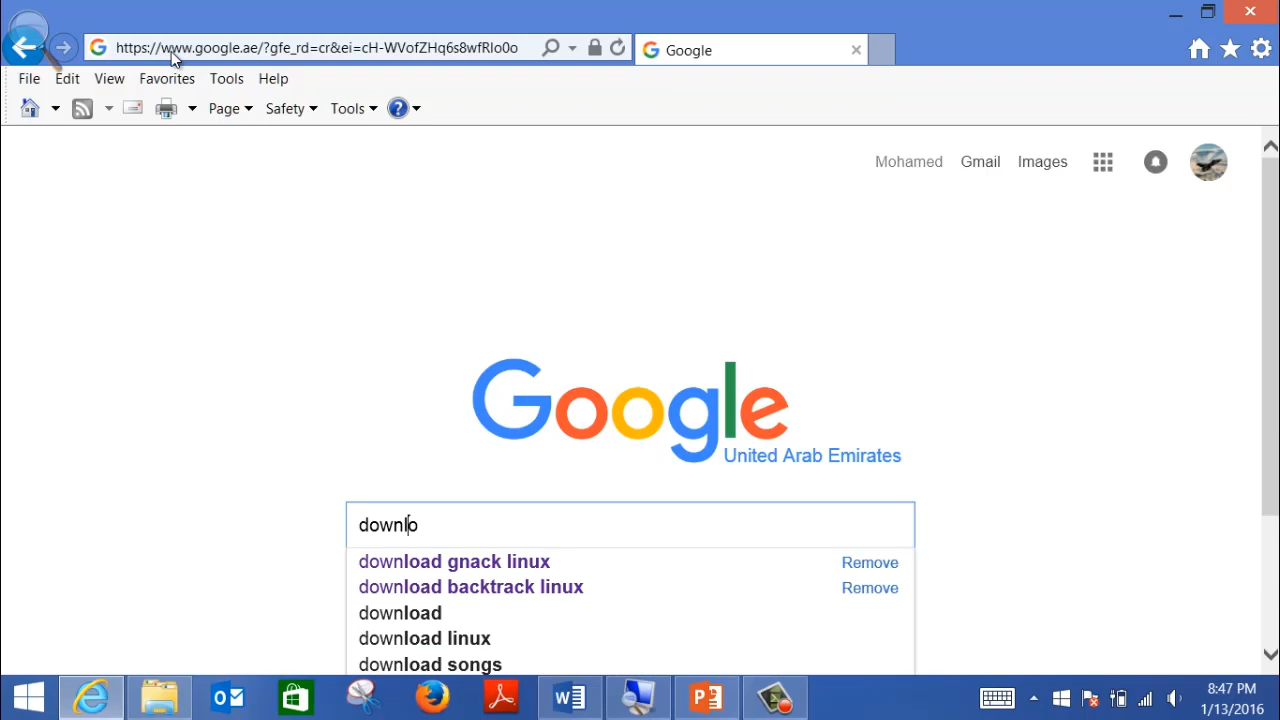 https://www.google.ae/?gfe_rd=cr&ei=cH-WVofZHq6s8wfRIo0o
Google
File Edit View Favorites Tools Help
Page Safety Tools
Mohamed Gmail Images
Google
United Arab Emirates
downlo
download gnack linux Remove
download backtrack linux Remove
download
download linux
download songs
8:47 PM
1/13/2016